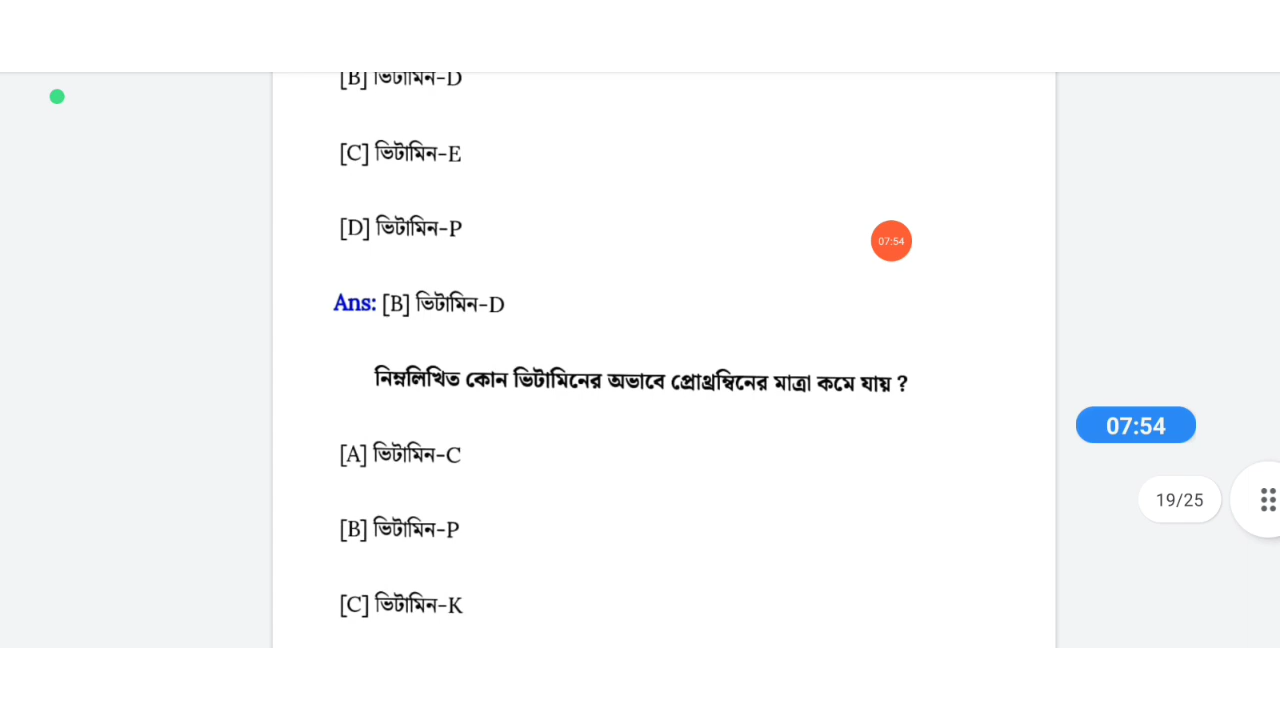 [B] ভিটামিন-D
[C] ভিটামিন-E
[D] ভিটামিন-P
07:54
Ans: [B] ভিটামিন-D
নিম্নলিখিত কোন ভিটামিনের অভাবে প্রোথ্রম্বিনের মাত্রা কমে যায় ?
07:54
[A] ভিটামিন-C
19/25
[B] ভিটামিন-P
[C] ভিটামিন-K